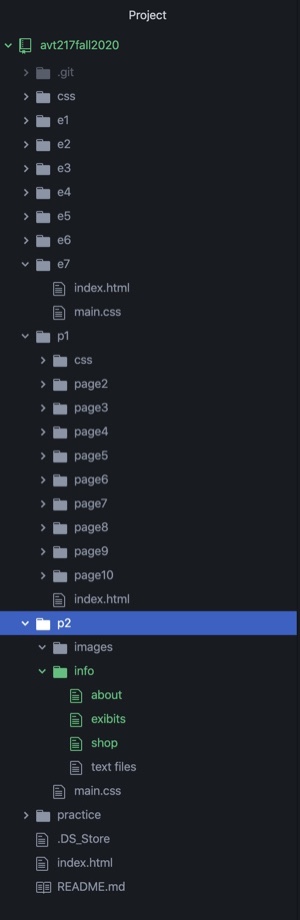 Project
avt217fall2020
.git
css
e1
e2
e3
e4
e5
e6
e7
index.html
main.css
p1
css
page2
page3
page4
page5
page6
page7
page8
page9
page10
index.html
p2
images
info
about
exibits
shop
text files
main.css
practice
.DS_Store
index.html
README.md